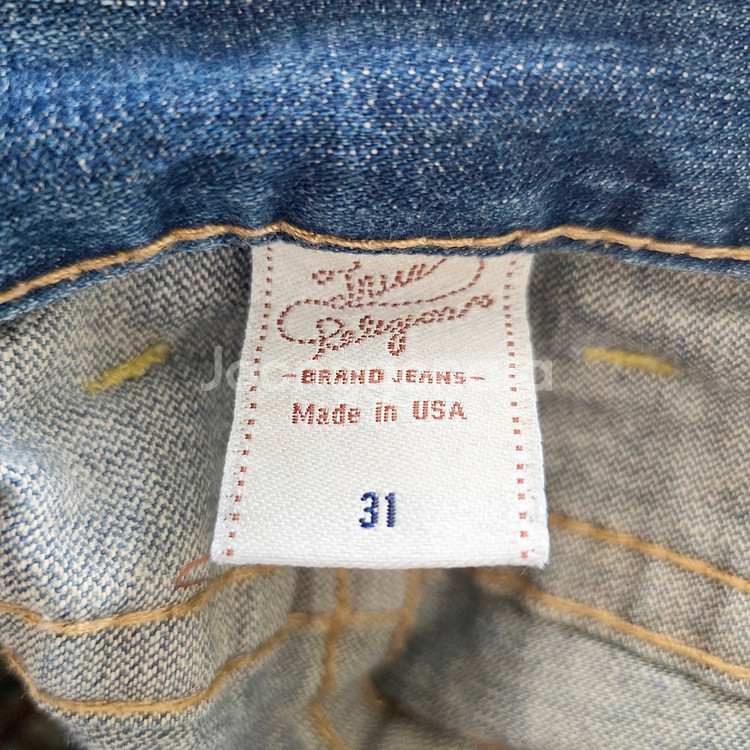 True
Religion
BRAND JEANS
Made in USA
31